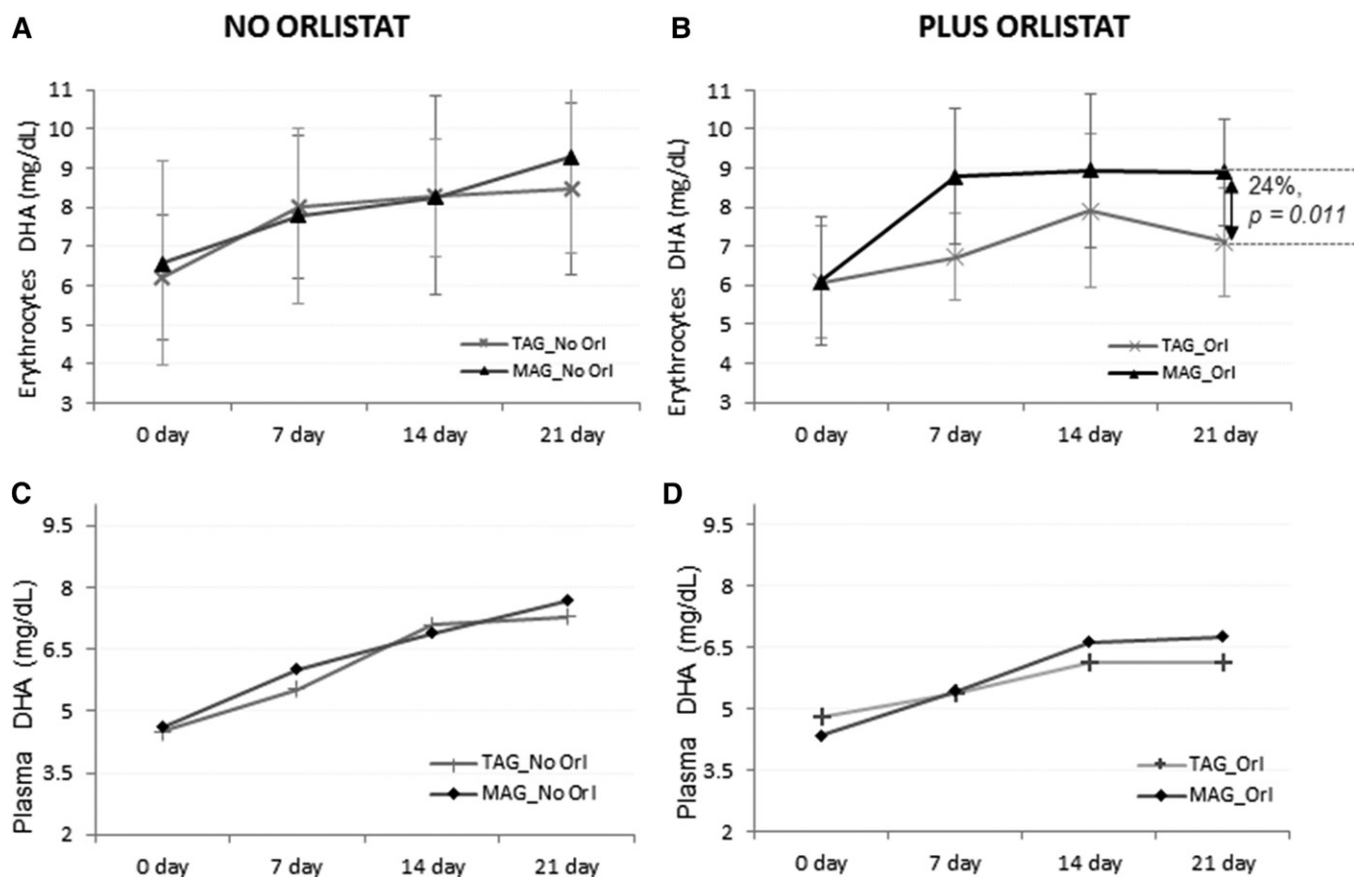 A
NO ORLISTAT
Erythrocytes DHA (mg/dL)
11
10
9
8
7
6
5
4
3
TAG_No Orl
MAG_No Orl
0 day 7 day 14 day 21 day
B
PLUS ORLISTAT
Erythrocytes DHA (mg/dL)
11
10
9
8
7
6
5
4
3
24%,
p = 0.011
TAG_Orl
MAG_Orl
0 day 7 day 14 day 21 day
C
Plasma DHA (mg/dL)
9.5
8
6.5
5
3.5
2
TAG_No Orl
MAG_No Orl
0 day 7 day 14 day 21 day
D
Plasma DHA (mg/dL)
9.5
8
6.5
5
3.5
2
TAG_Orl
MAG_Orl
0 day 7 day 14 day 21 day